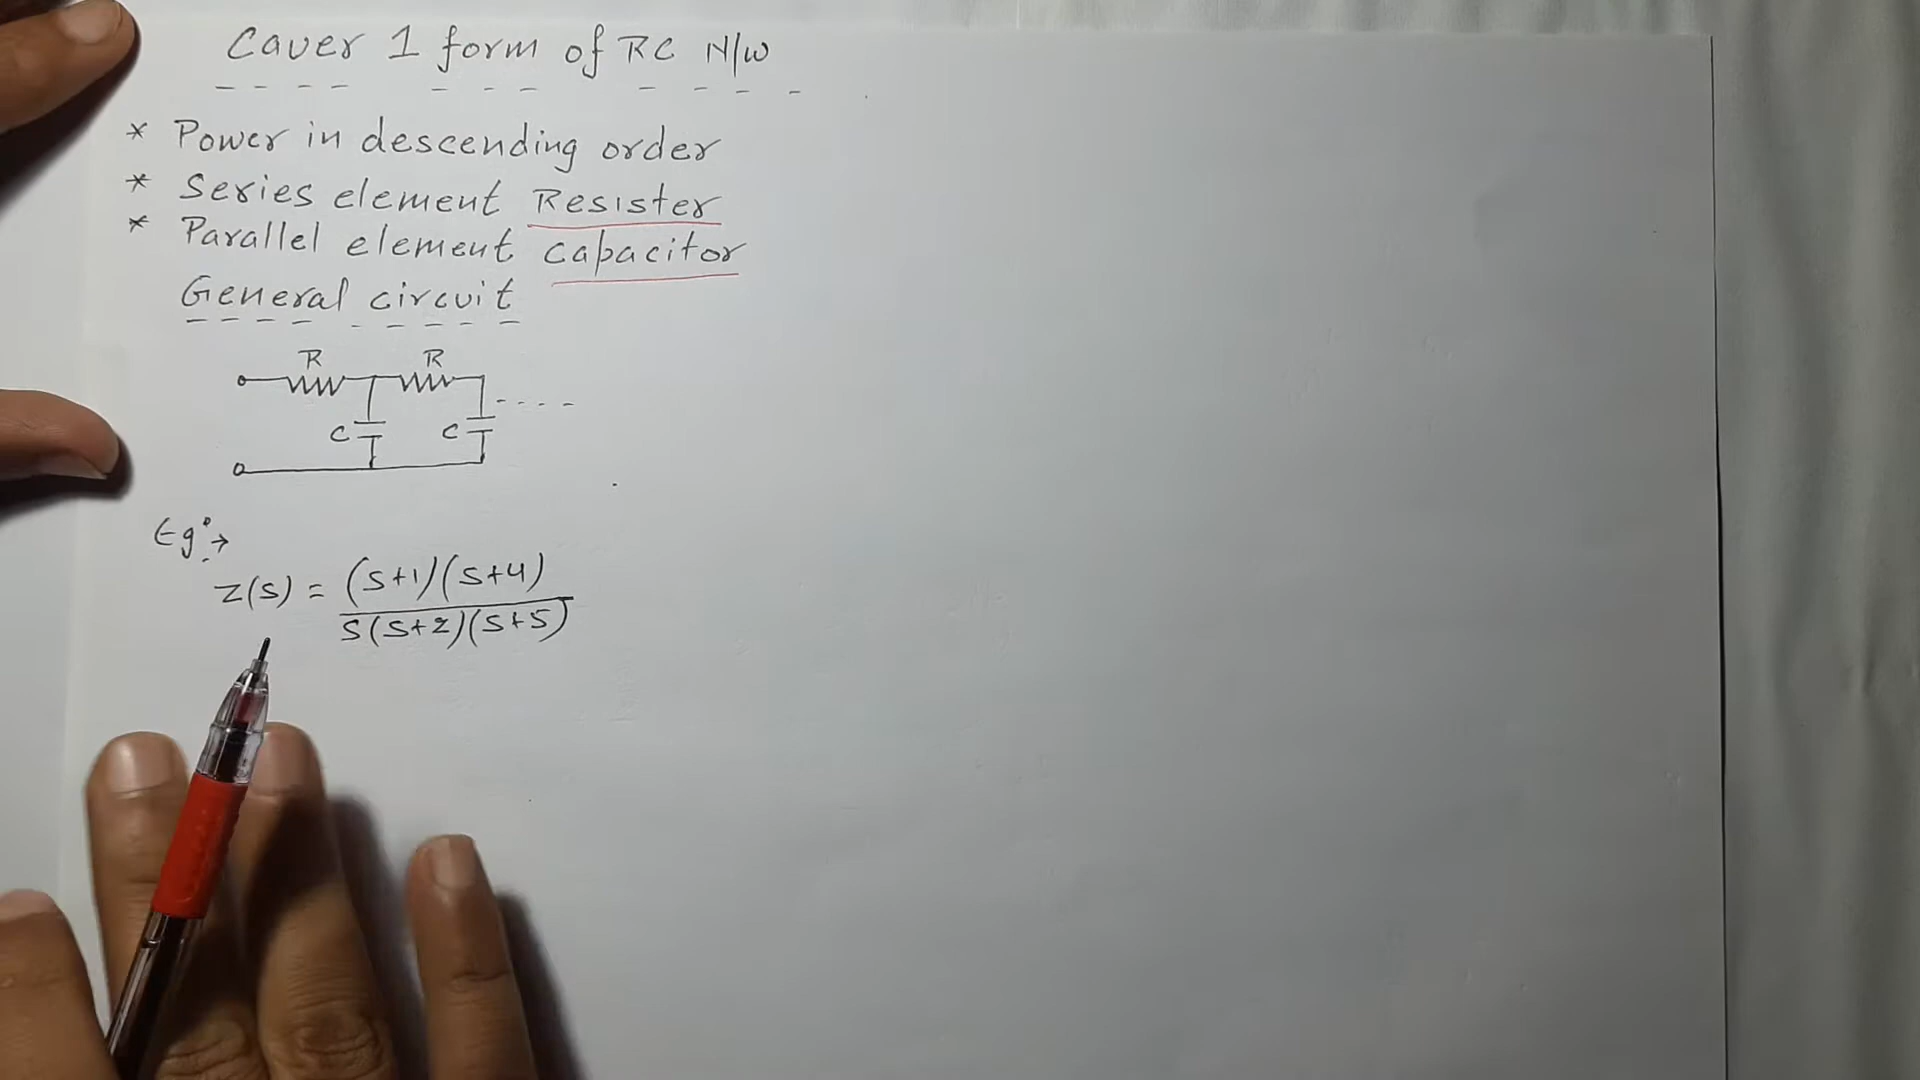 Cauer 1 form of RC N/W
* Power in descending order
* Series element Resister
* Parallel element capacitor
General circuit
R R
C C
Eg:→
Z(s) = (s+1)(s+4)
s(s+2)(s+5)